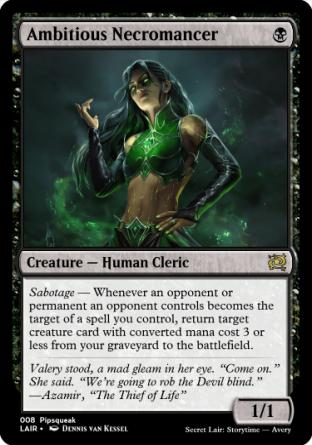 Ambitious Necromancer
Creature — Human Cleric
Sabotage — Whenever an opponent or
permanent an opponent controls becomes the
target of a spell you control, return target
creature card with converted mana cost 3 or
less from your graveyard to the battlefield.
Valery stood, a mad gleam in her eye. “Come on.”
She said. “We’re going to rob the Devil blind.”
—Azamir, “The Thief of Life”
1/1
008 Pipsqueak
LAIR • Dennis van Kessel
Secret Lair: Storytime — Avery